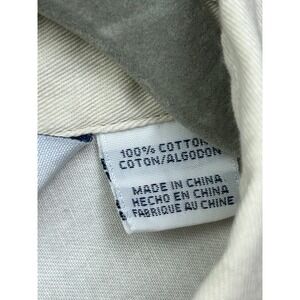 100% COTTON
COTON/ALGODON
MADE IN CHINA
HECHO EN CHINA
FABRIQUE AU CHINE